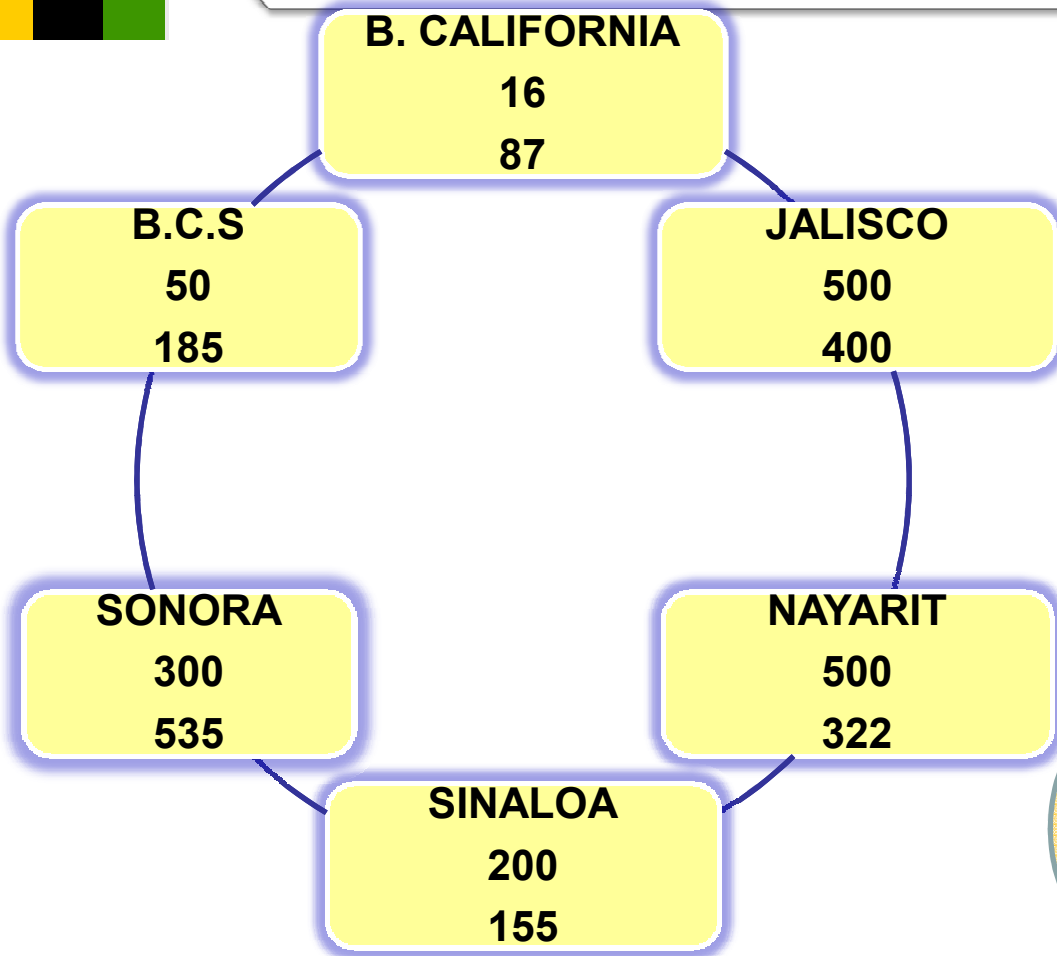 B. CALIFORNIA
16
87
B.C.S
50
185
JALISCO
500
400
SONORA
300
535
NAYARIT
500
322
SINALOA
200
155